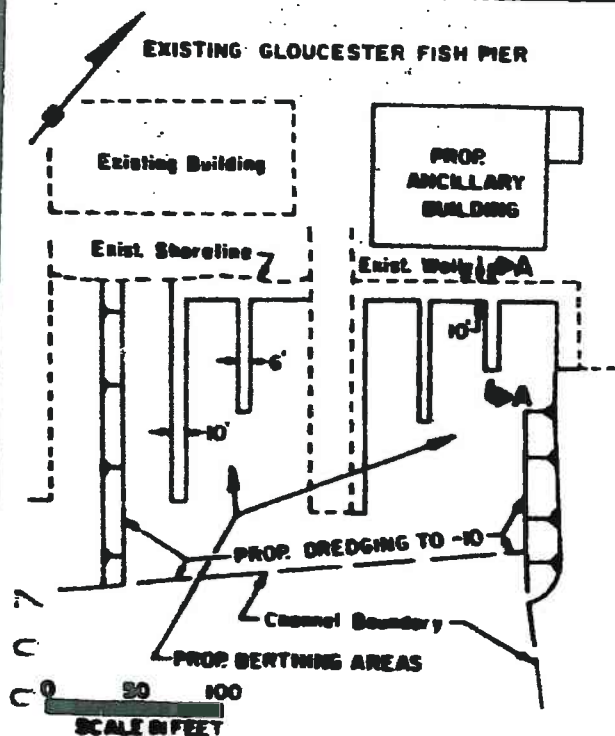 EXISTING GLOUCESTER FISH PIER
Existing Building
PROP.
ANCILLARY
BUILDING
Exist. Shoreline
Exist. Wall
A
10'
6'
A
10'
PROP. DREDGING TO -10
Channel Boundary
PROP. BERTHING AREAS
0 50 100
SCALE IN FEET